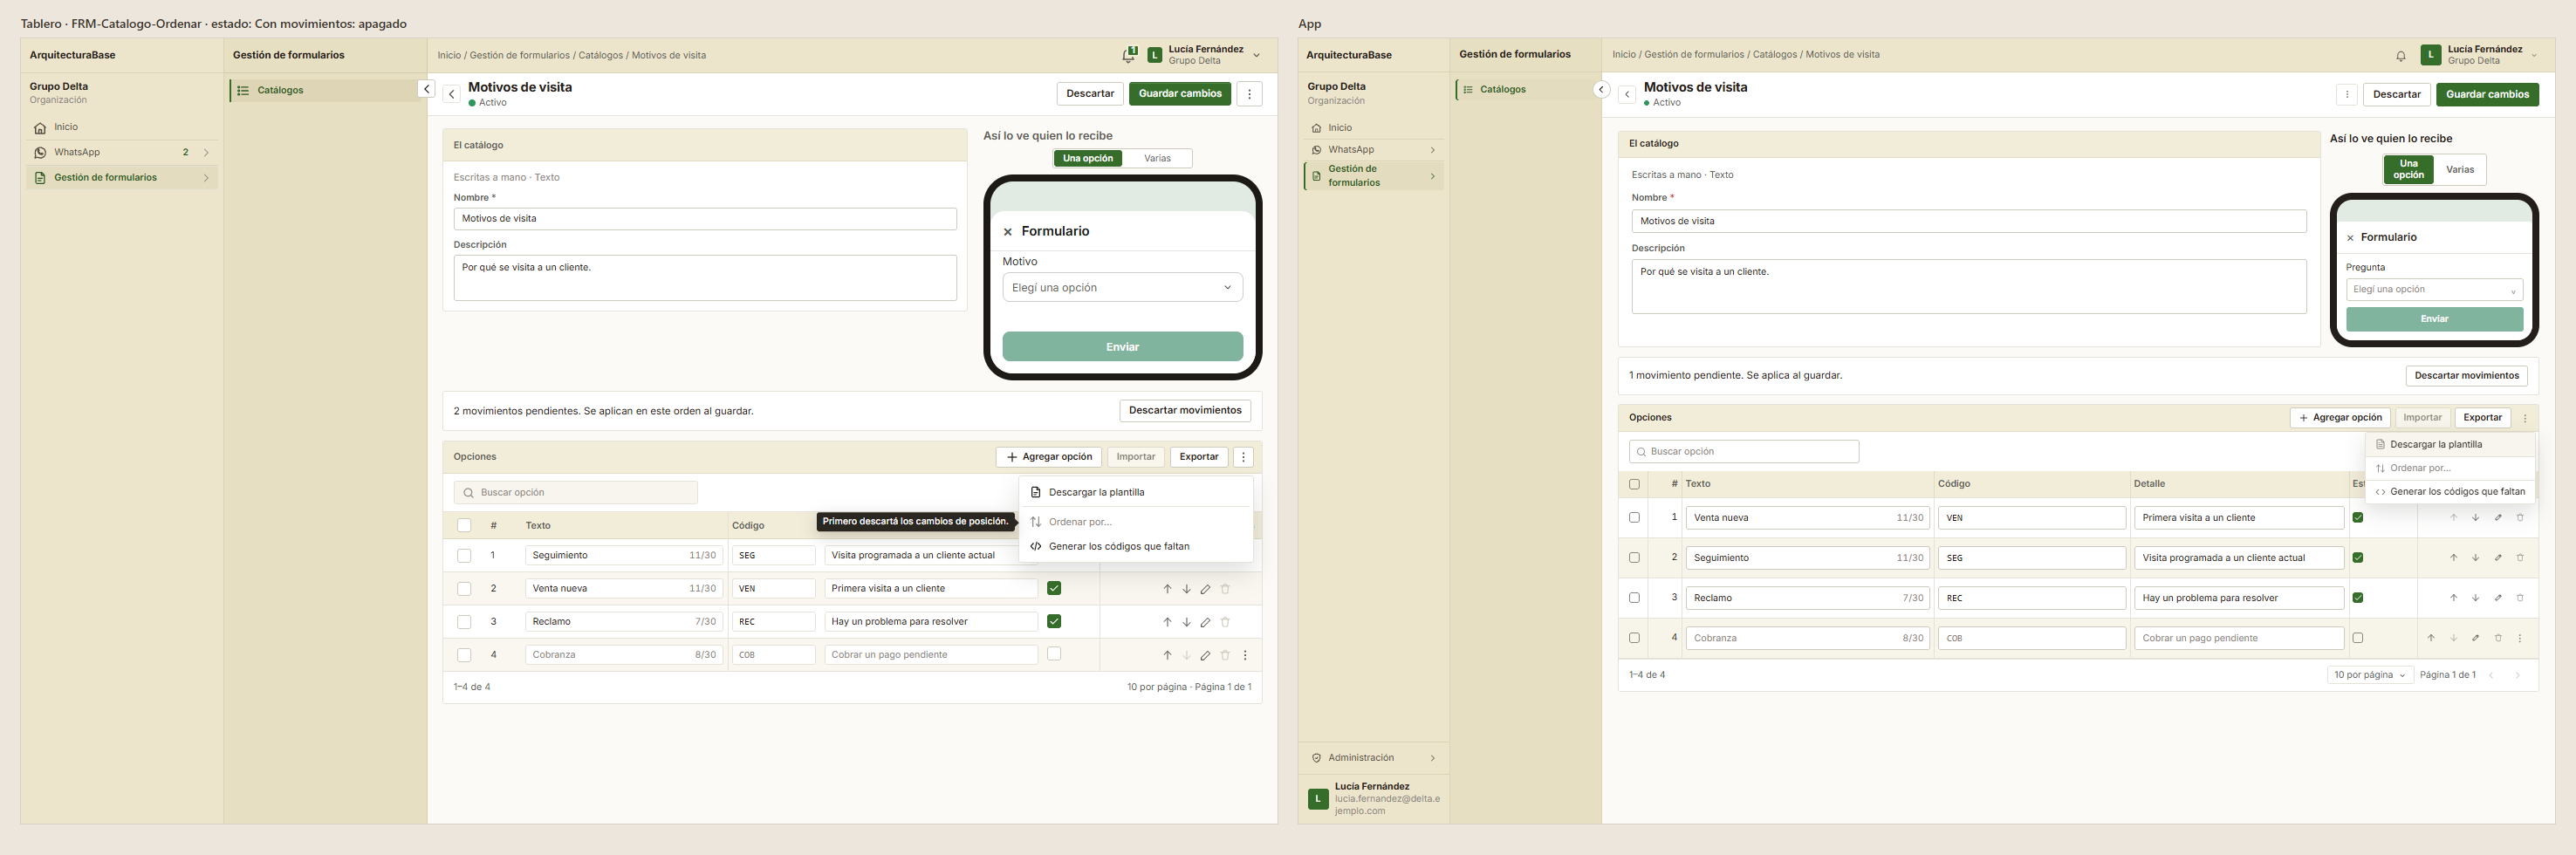 Tablero · FRM-Catalogo-Ordenar · estado: Con movimientos: apagado
ArquitecturaBase
Gestión de formularios
Inicio / Gestión de formularios / Catálogos / Motivos de visita
1
L
Lucía Fernández
Grupo Delta
Grupo Delta
Organización
Inicio
WhatsApp 2
Gestión de formularios
Catálogos
Motivos de visita
Activo
Descartar
Guardar cambios
El catálogo
Escritas a mano · Texto
Nombre *
Motivos de visita
Descripción
Por qué se visita a un cliente.
Así lo ve quien lo recibe
Una opción
Varias
Formulario
Motivo
Elegí una opción
Enviar
2 movimientos pendientes. Se aplican en este orden al guardar.
Descartar movimientos
Opciones
Agregar opción
Importar
Exportar
Buscar opción
Descargar la plantilla
Ordenar por...
Generar los códigos que faltan
Primero descartá los cambios de posición.
# Texto Código
1 Seguimiento 11/30 SEG Visita programada a un cliente actual
2 Venta nueva 11/30 VEN Primera visita a un cliente
3 Reclamo 7/30 REC Hay un problema para resolver
4 Cobranza 8/30 COB Cobrar un pago pendiente
1–4 de 4
10 por página · Página 1 de 1
App
ArquitecturaBase
Gestión de formularios
Inicio / Gestión de formularios / Catálogos / Motivos de visita
L
Lucía Fernández
Grupo Delta
Grupo Delta
Organización
Inicio
WhatsApp
Gestión de
formularios
Catálogos
Motivos de visita
Activo
Descartar
Guardar cambios
El catálogo
Escritas a mano · Texto
Nombre *
Motivos de visita
Descripción
Por qué se visita a un cliente.
Así lo ve quien lo recibe
Una
opción
Varias
Formulario
Pregunta
Elegí una opción
Enviar
1 movimiento pendiente. Se aplica al guardar.
Descartar movimientos
Opciones
Agregar opción
Importar
Exportar
Buscar opción
Descargar la plantilla
Ordenar por...
Generar los códigos que faltan
# Texto Código Detalle Est
1 Venta nueva 11/30 VEN Primera visita a un cliente
2 Seguimiento 11/30 SEG Visita programada a un cliente actual
3 Reclamo 7/30 REC Hay un problema para resolver
4 Cobranza 8/30 COB Cobrar un pago pendiente
1–4 de 4
10 por página
Página 1 de 1
Administración
L
Lucía Fernández
lucia.fernandez@delta.e
jemplo.com